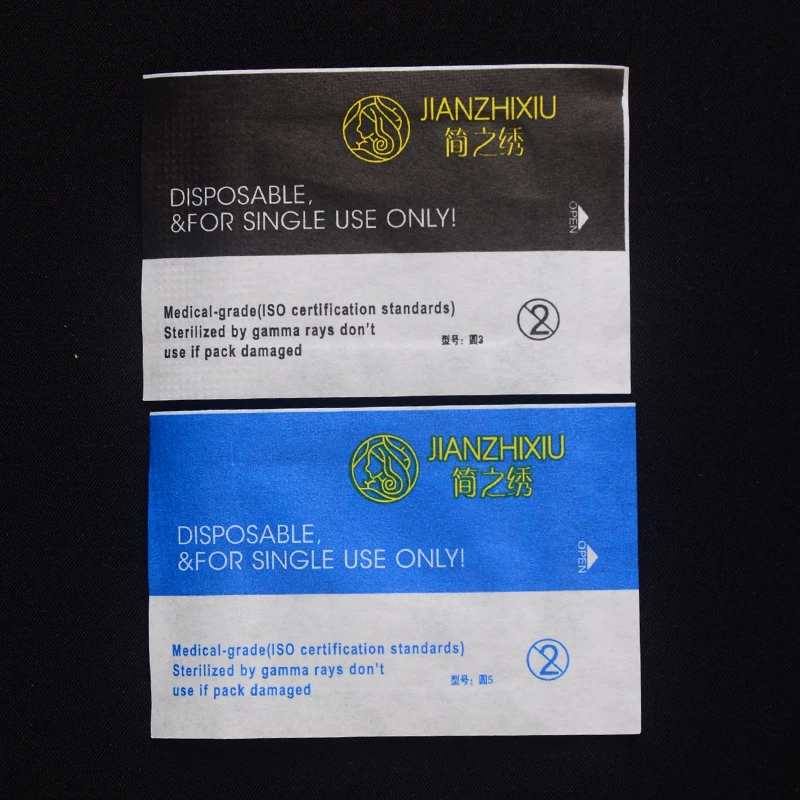 JIANZHIXIU
简之绣
DISPOSABLE,
&FOR SINGLE USE ONLY!
OPEN
Medical-grade(ISO certification standards)
Sterilized by gamma rays don't
use if pack damaged
型号：圆3
2
JIANZHIXIU
简之绣
DISPOSABLE,
&FOR SINGLE USE ONLY!
OPEN
Medical-grade(ISO certification standards)
Sterilized by gamma rays don't
use if pack damaged
型号：圆5
2